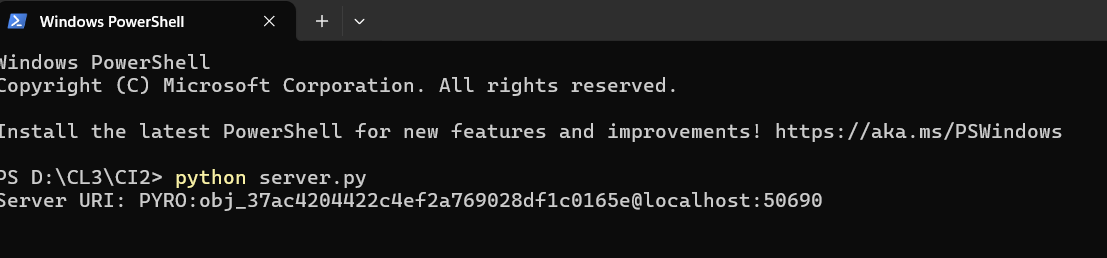 Windows PowerShell
Windows PowerShell
Copyright (C) Microsoft Corporation. All rights reserved.
Install the latest PowerShell for new features and improvements! https://aka.ms/PSWindows
PS D:\CL3\CI2> python server.py
Server URI: PYRO:obj_37ac4204422c4ef2a769028df1c0165e@localhost:50690